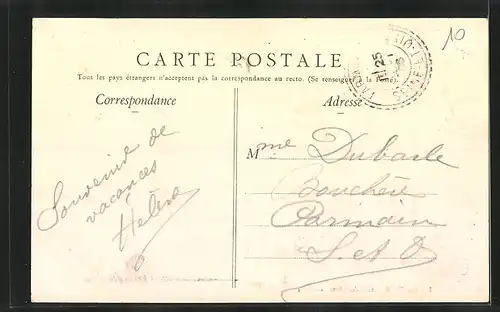 10
CARTE POSTALE
Tous les pays étrangers n'acceptent pas la correspondance au recto. (Se renseigner à la Poste).
Correspondance
Adresse
Souvenir de
vacances
Hélène
Mme Dubarle
Bouchère
Parmain
S. et O